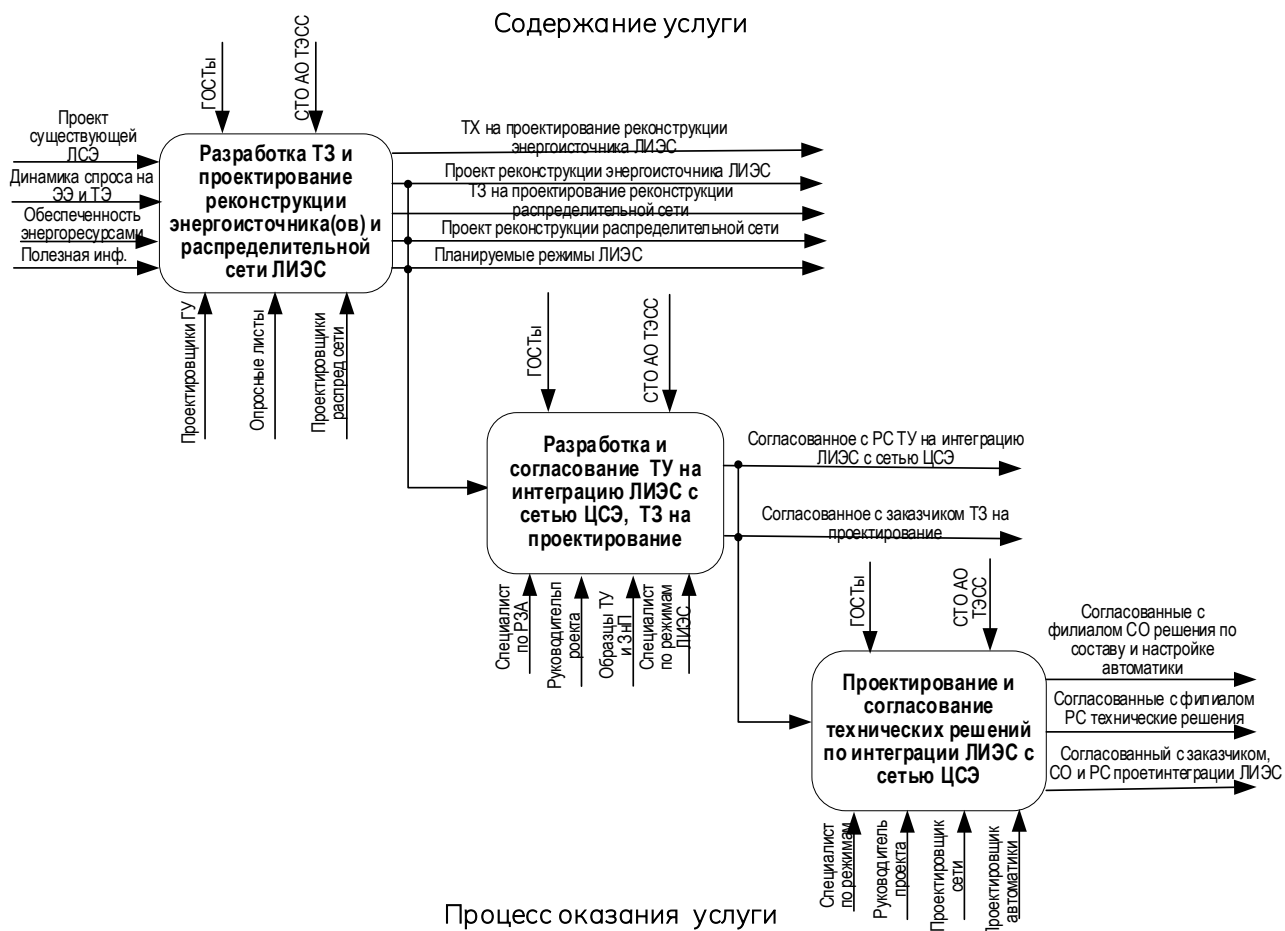 Содержание услуги
ГОСТы
СТО АО ТЭСС
Проект
существующей
ЛСЭ
Динамика спроса на
ЭЭ и ТЭ
Обеспеченность
энергоресурсами
Полезная инф.
Разработка ТЗ и
проектирование
реконструкции
энергоисточника(ов) и
распределительной
сети ЛИЭС
ТХ на проектирование реконструкции
энергоисточника ЛИЭС
Проект реконструкции энергоисточника ЛИЭС
ТЗ на проектирование реконструкции
распределительной сети
Проект реконструкции распределительной сети
Планируемые режимы ЛИЭС
Проектировщики ГУ
Опросные листы
Проектировщики
распред сети
ГОСТы
СТО АО ТЭСС
Разработка и
согласование ТУ на
интеграцию ЛИЭС с
сетью ЦСЭ, ТЗ на
проектирование
Согласованное с РС ТУ на интеграцию
ЛИЭС с сетью ЦСЭ
Согласованное с заказчиком ТЗ на
проектирование
Специалист
по РЗА
Руководительп
роекта
Образцы ТУ
и ЗнП
Специалист
по режимам
ЛИЭС
ГОСТы
СТО АО
ТЭСС
Проектирование и
согласование
технических решений
по интеграции ЛИЭС с
сетью ЦСЭ
Согласованные с
филиалом СО решения по
составу и настройке
автоматики
Согласованные с филиалом
РС технические решения
Согласованный с заказчиком,
СО и РС проетинтеграции ЛИЭС
Специалист
по режимам
Руководитель
проекта
Проектировщик
сети
Проектировщик
автоматики
Процесс оказания услуги